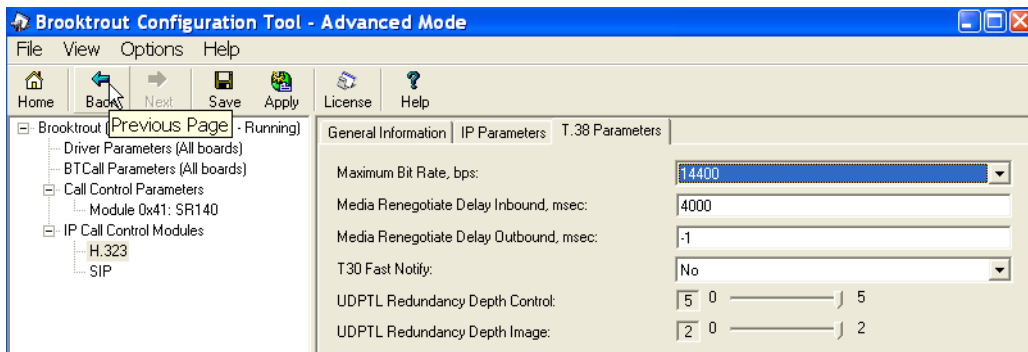 Brooktrout Configuration Tool - Advanced Mode
File View Options Help
Home Back Next Save Apply License Help
Previous Page
Brooktrout ( - Running)
Driver Parameters (All boards)
BTCall Parameters (All boards)
Call Control Parameters
Module 0x41: SR140
IP Call Control Modules
H.323
SIP
General Information IP Parameters T.38 Parameters
Maximum Bit Rate, bps: 14400
Media Renegotiate Delay Inbound, msec: 4000
Media Renegotiate Delay Outbound, msec: -1
T30 Fast Notify: No
UDPTL Redundancy Depth Control: 5 0 5
UDPTL Redundancy Depth Image: 2 0 2